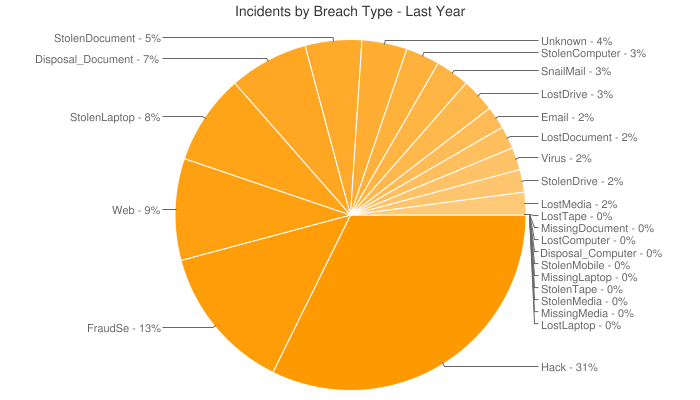 Incidents by Breach Type - Last Year
StolenDocument - 5%
Disposal_Document - 7%
StolenLaptop - 8%
Web - 9%
FraudSe - 13%
Unknown - 4%
StolenComputer - 3%
SnailMail - 3%
LostDrive - 3%
Email - 2%
LostDocument - 2%
Virus - 2%
StolenDrive - 2%
LostMedia - 2%
LostTape - 0%
MissingDocument - 0%
LostComputer - 0%
Disposal_Computer - 0%
StolenMobile - 0%
MissingLaptop - 0%
StolenTape - 0%
StolenMedia - 0%
MissingMedia - 0%
LostLaptop - 0%
Hack - 31%